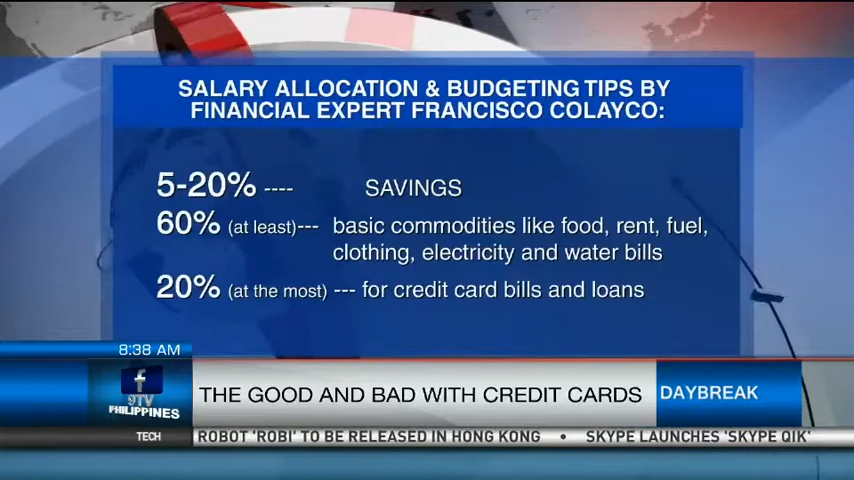 SALARY ALLOCATION & BUDGETING TIPS BY
FINANCIAL EXPERT FRANCISCO COLAYCO:
5-20% ---- SAVINGS
60% (at least)--- basic commodities like food, rent, fuel,
clothing, electricity and water bills
20% (at the most) --- for credit card bills and loans
8:38 AM
f
9TV
PHILIPPINES
THE GOOD AND BAD WITH CREDIT CARDS
DAYBREAK
TECH
ROBOT 'ROBI' TO BE RELEASED IN HONG KONG • SKYPE LAUNCHES 'SKYPE QIK'